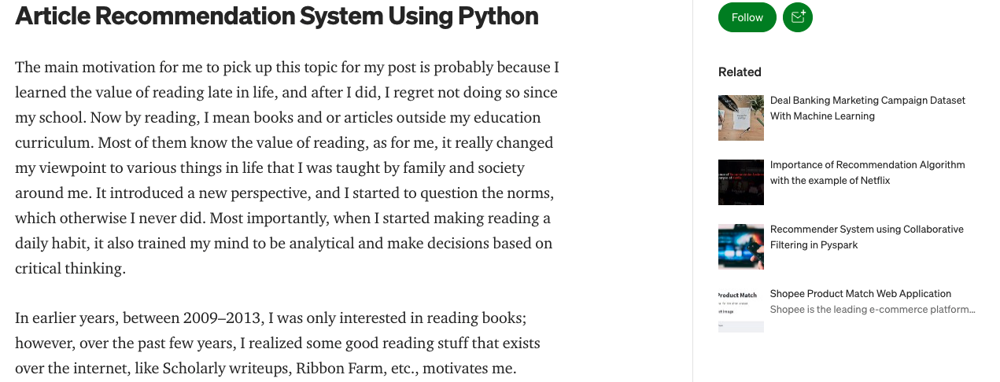 Article Recommendation System Using Python
The main motivation for me to pick up this topic for my post is probably because I
learned the value of reading late in life, and after I did, I regret not doing so since
my school. Now by reading, I mean books and or articles outside my education
curriculum. Most of them know the value of reading, as for me, it really changed
my viewpoint to various things in life that I was taught by family and society
around me. It introduced a new perspective, and I started to question the norms,
which otherwise I never did. Most importantly, when I started making reading a
daily habit, it also trained my mind to be analytical and make decisions based on
critical thinking.
In earlier years, between 2009–2013, I was only interested in reading books;
however, over the past few years, I realized some good reading stuff that exists
over the internet, like Scholarly writeups, Ribbon Farm, etc., motivates me.
Follow
Related
Deal Banking Marketing Campaign Dataset
With Machine Learning
Importance of Recommendation Algorithm
with the example of Netflix
Recommender System using Collaborative
Filtering in Pyspark
Product Match
Shopee Product Match Web Application
Shopee is the leading e-commerce platform...